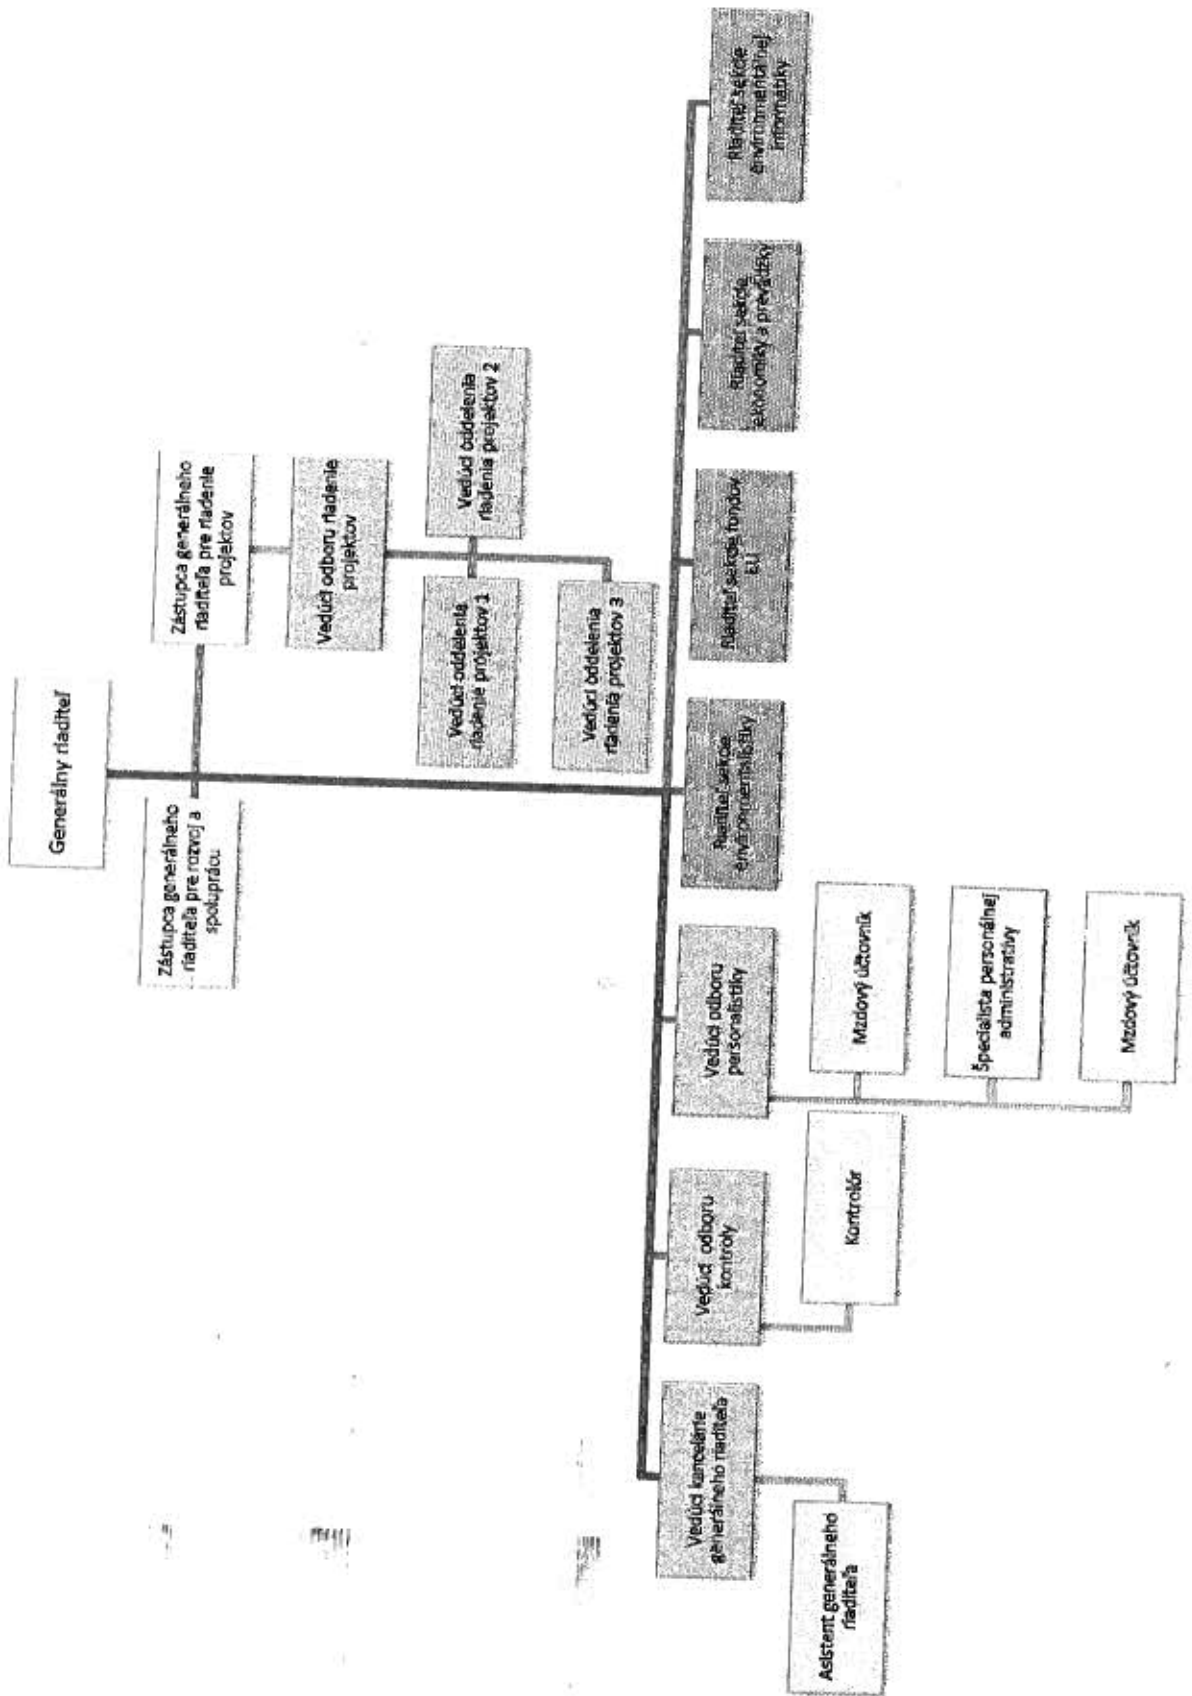 Generálny riaditeľ
Zástupca generálneho
riaditeľa pre rozvoj a
spoluprácu
Zástupca generálneho
riaditeľa pre riadenie
projektov
Vedúci odboru riadenie
projektov
Vedúci oddelenia
riadenie projektov 1
Vedúci oddelenia
riadenia projektov 2
Vedúci oddelenia
riadenia projektov 3
Vedúci kancelárie
generálneho riaditeľa
Vedúci odboru
kontroly
Vedúci odboru
personalistiky
Riaditeľ sekcie
environmentalistiky
Riaditeľ sekcie fondov
EU
Riaditeľ sekcie
ekonomiky a prevádzky
Riaditeľ sekcie
environmentálnej
informatiky
Asistent generálneho
riaditeľa
Kontrolór
Mzdový účtovník
Špecialista personálnej
administratívy
Mzdový účtovník